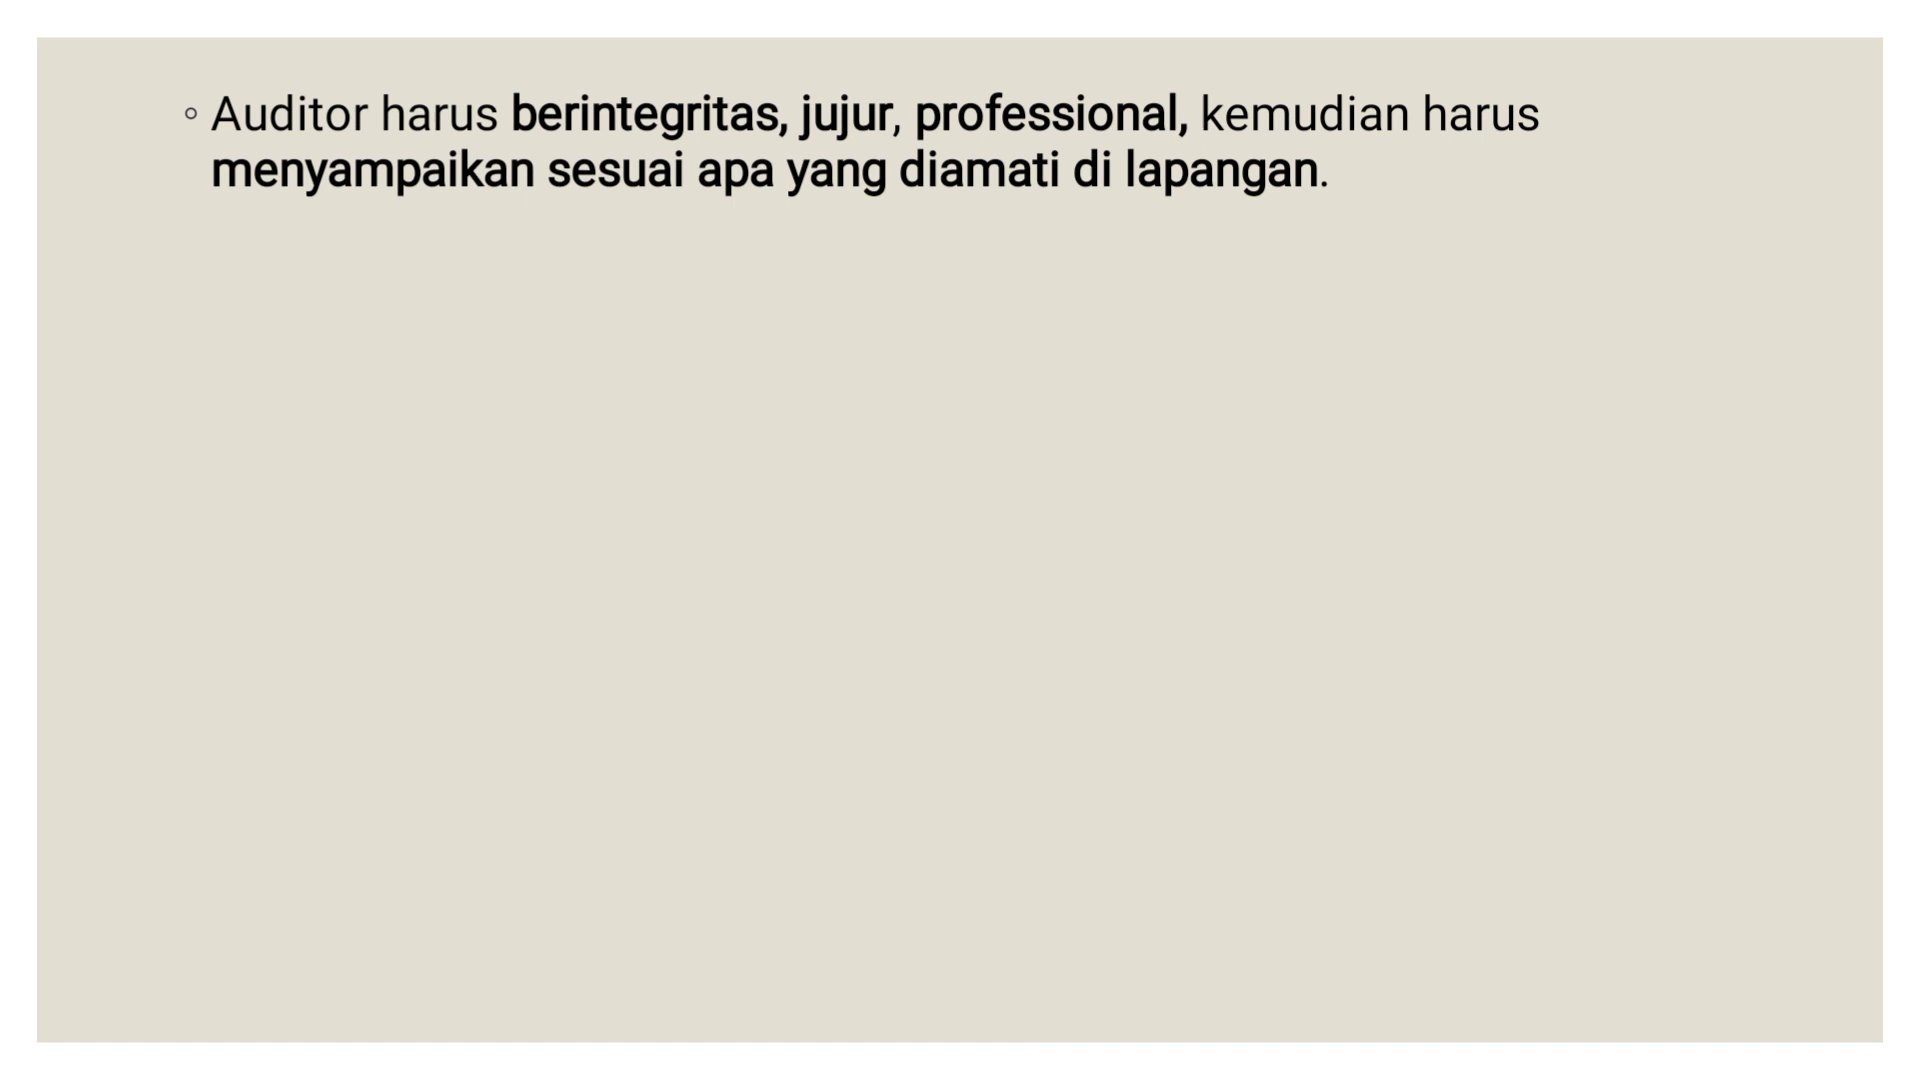 ◦ Auditor harus berintegritas, jujur, professional, kemudian harus
menyampaikan sesuai apa yang diamati di lapangan.